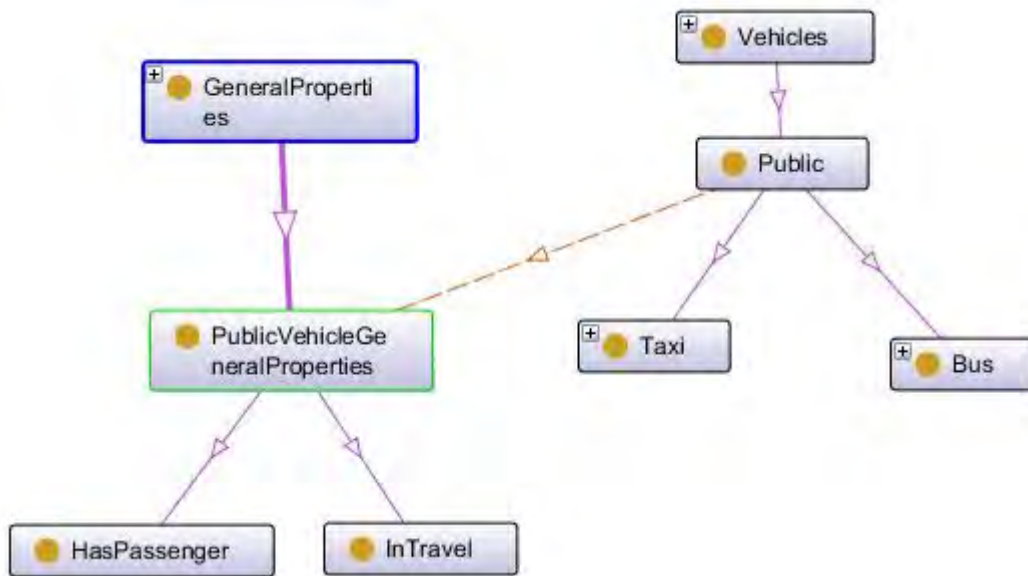 Vehicles
GeneralProperti
es
Public
PublicVehicleGe
neralProperties
Taxi
Bus
HasPassenger
InTravel